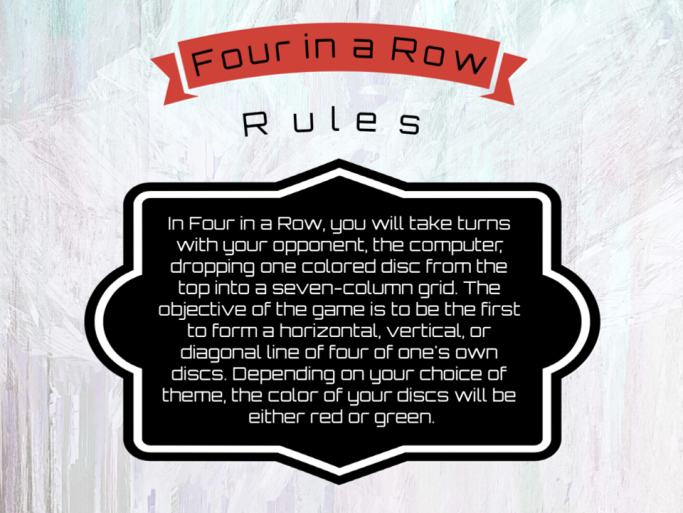 Four in a Row
Rules
In Four in a Row, you will take turns
with your opponent, the computer,
dropping one colored disc from the
top into a seven-column grid. The
objective of the game is to be the first
to form a horizontal, vertical, or
diagonal line of four of one's own
discs. Depending on your choice of
theme, the color of your discs will be
either red or green.